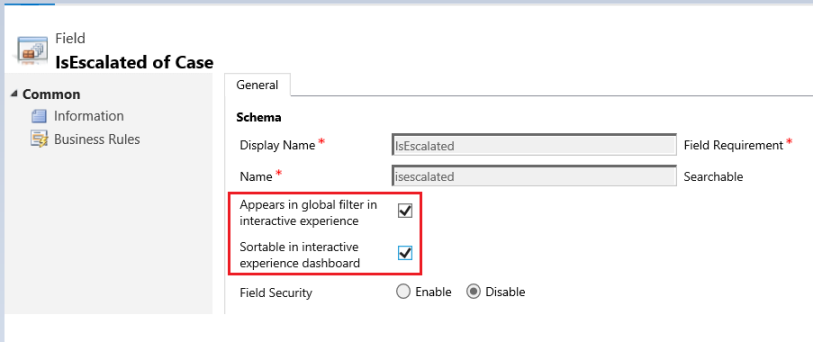 Field
IsEscalated of Case
Common
Information
Business Rules
General
Schema
Display Name * IsEscalated Field Requirement *
Name * isescalated Searchable
Appears in global filter in
interactive experience
Sortable in interactive
experience dashboard
Field Security Enable Disable